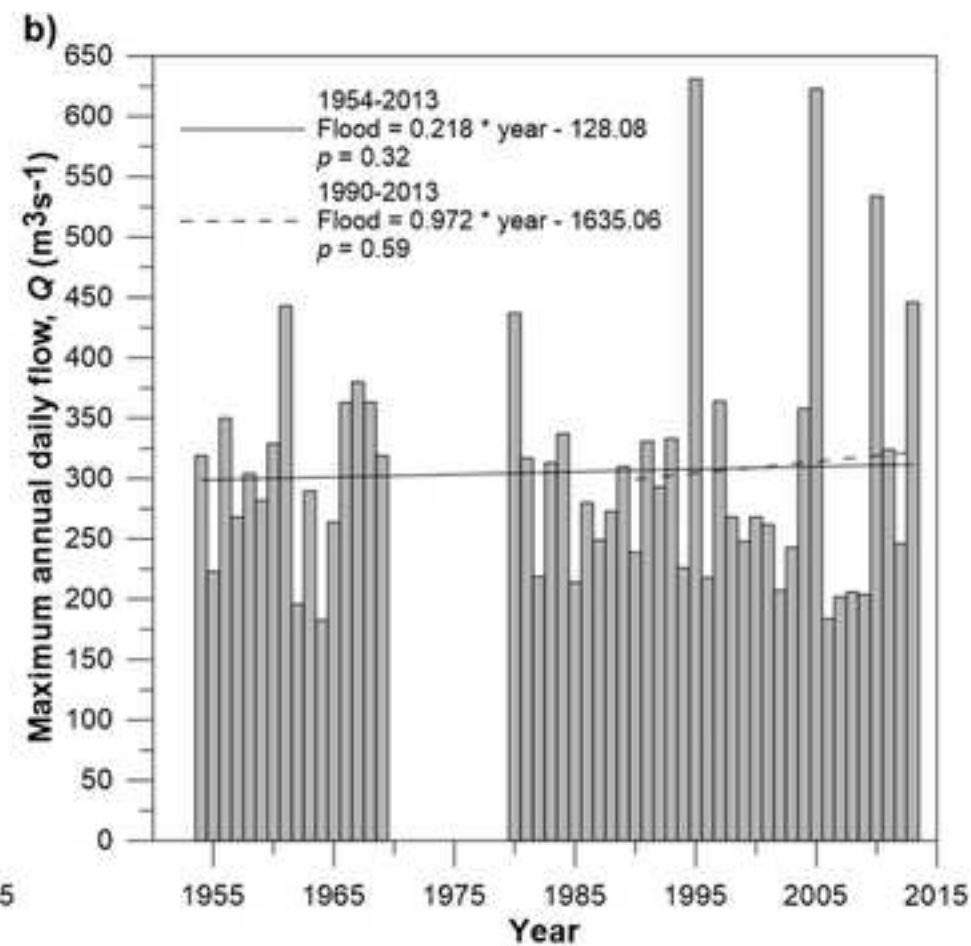 b)
650
600
550
500
450
400
350
300
250
200
150
100
50
0
Maximum annual daily flow, Q (m3s-1)
1954-2013
Flood = 0.218 * year - 128.08
p = 0.32
1990-2013
Flood = 0.972 * year - 1635.06
p = 0.59
5
1955 1965 1975 1985 1995 2005 2015
Year